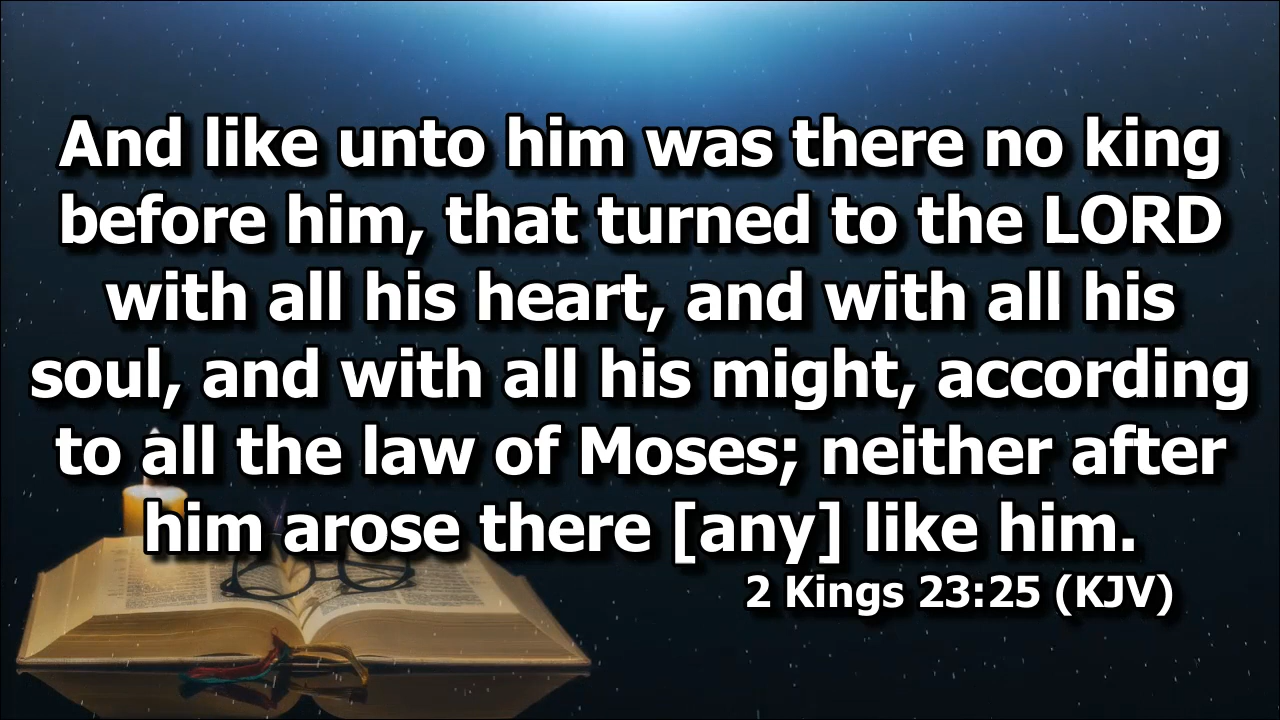 And like unto him was there no king
before him, that turned to the LORD
with all his heart, and with all his
soul, and with all his might, according
to all the law of Moses; neither after
him arose there [any] like him.
2 Kings 23:25 (KJV)